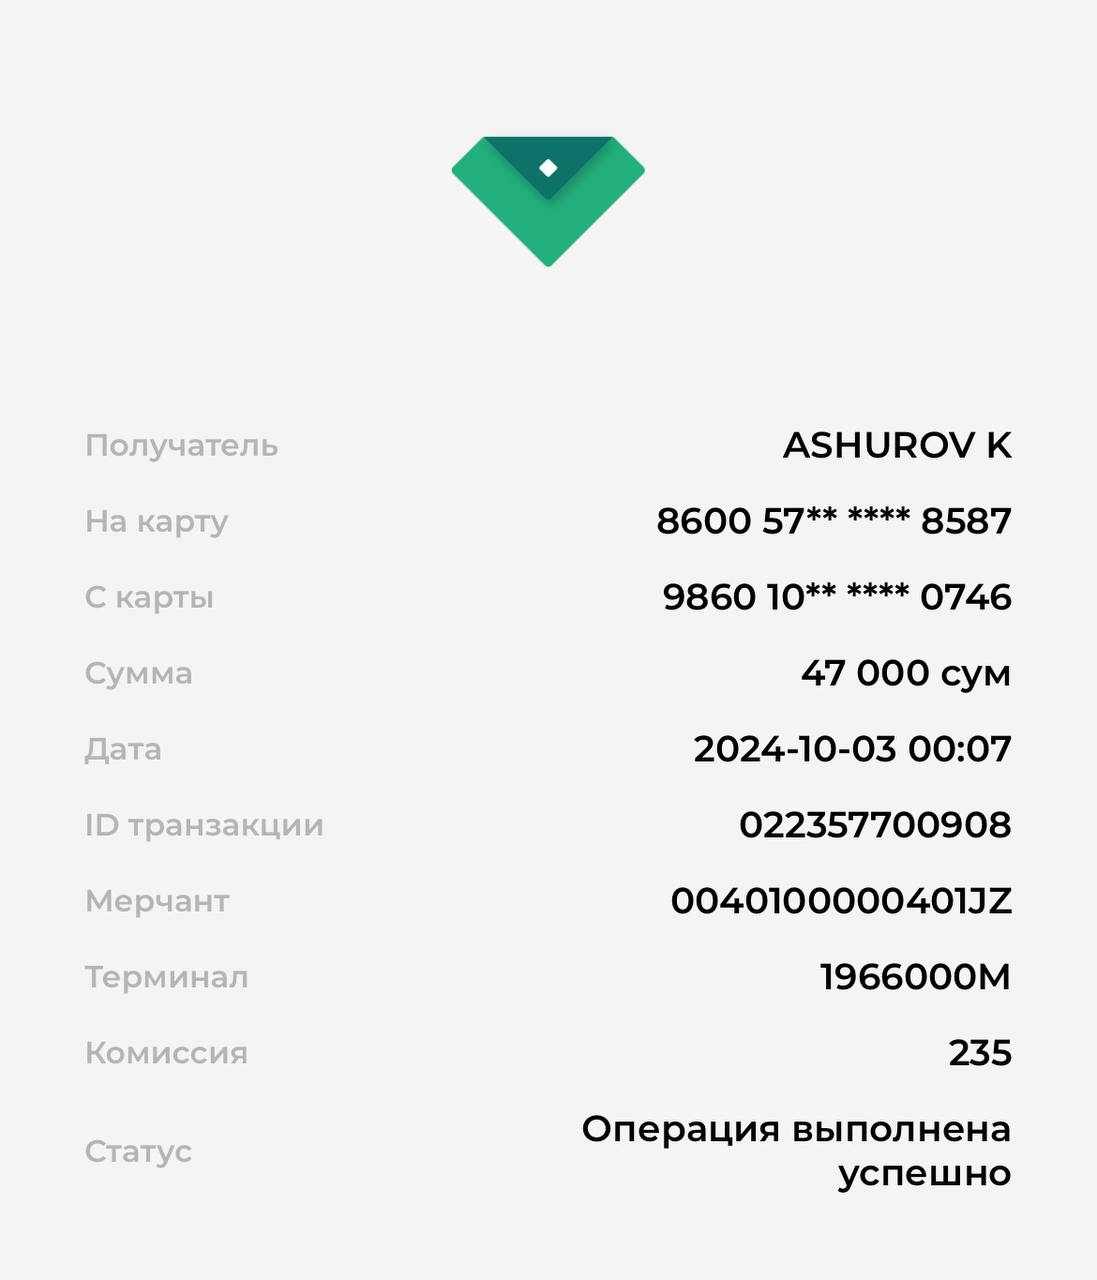 Получатель ASHUROV K
На карту 8600 57** **** 8587
С карты 9860 10** **** 0746
Сумма 47 000 сум
Дата 2024-10-03 00:07
ID транзакции 022357700908
Мерчант 0040100000401JZ
Терминал 1966000M
Комиссия 235
Статус Операция выполнена
успешно